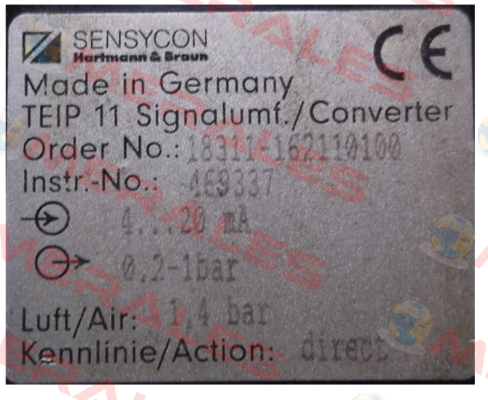 SENSYCON
Hartmann & Braun
CE
Made in Germany
TEIP 11 Signalumf./Converter
Order No.: 18311-162110100
Instr.-No.: 469337
4...20 mA
0,2-1bar
Luft/Air: 1,4 bar
Kennlinie/Action: direct